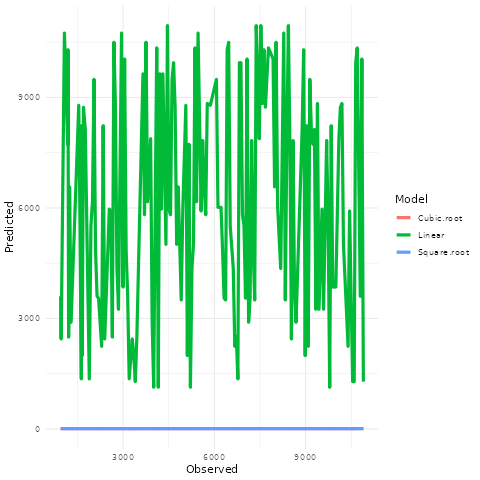 9000
6000
3000
0
Predicted
3000
6000
9000
Observed
Model
Cubic.root
Linear
Square.root